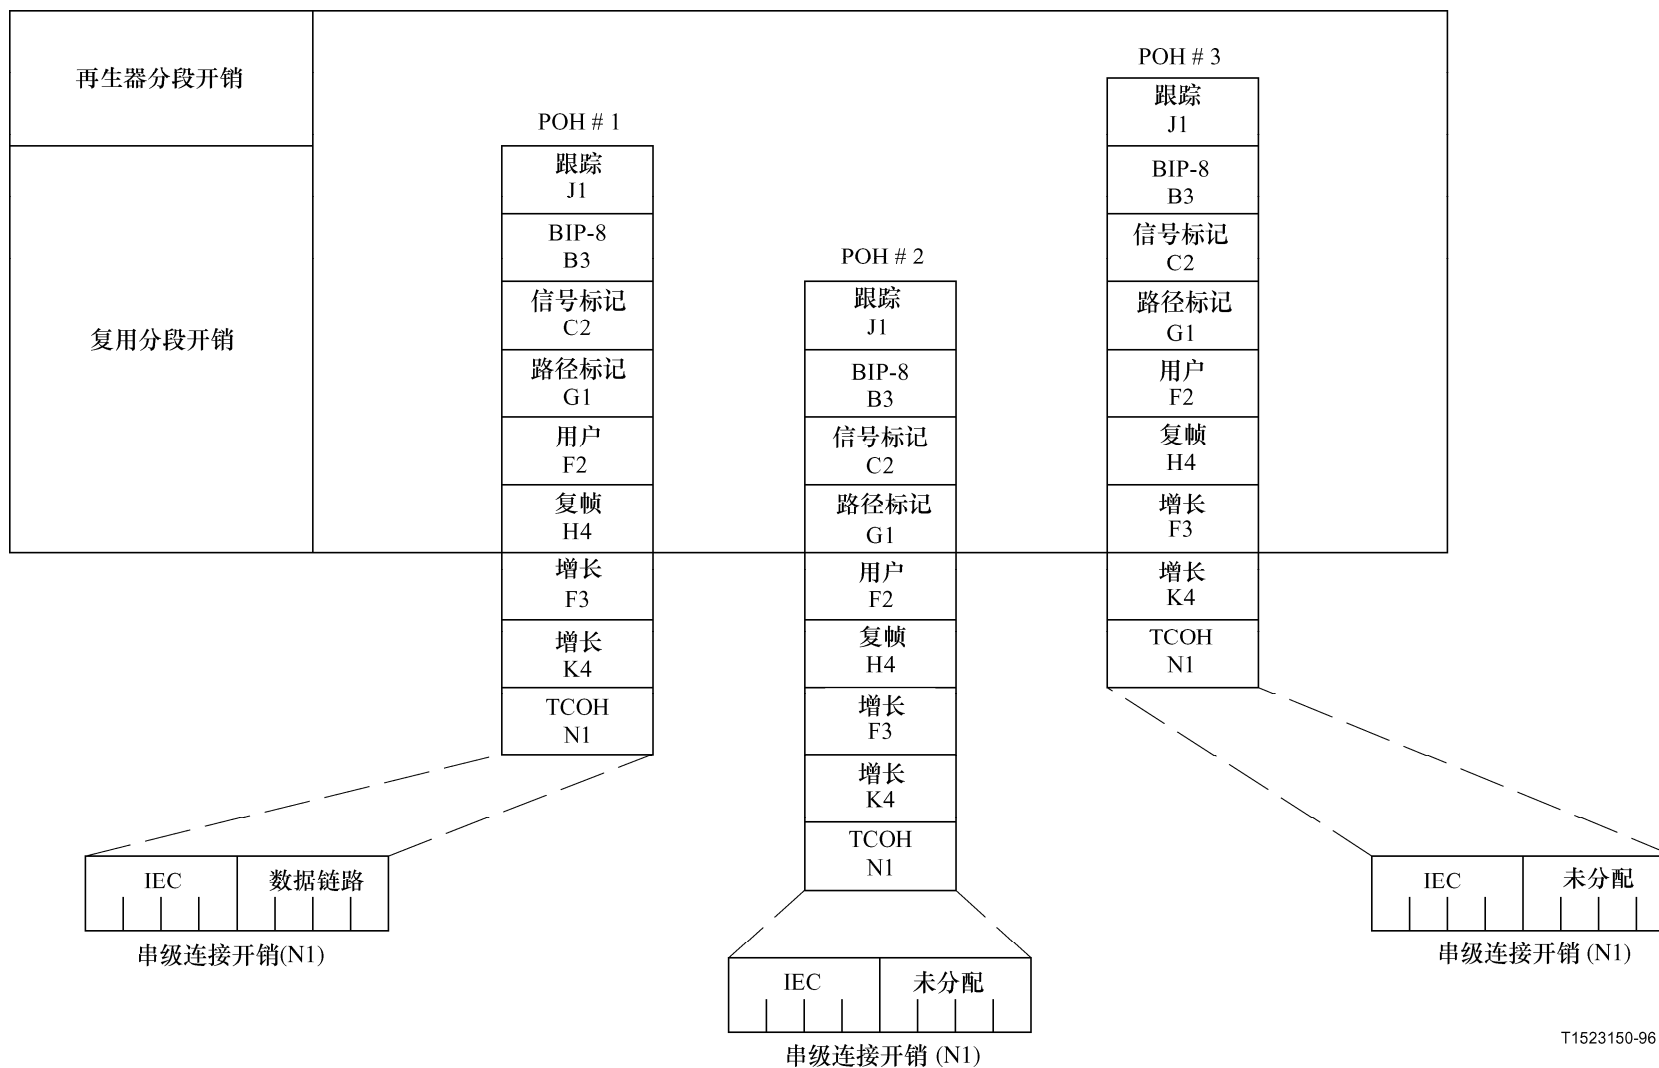 再生器分段开销
复用分段开销
POH # 1
跟踪
J1
BIP-8
B3
信号标记
C2
路径标记
G1
用户
F2
复帧
H4
增长
F3
增长
K4
TCOH
N1
IEC
数据链路
串级连接开销(N1)
POH # 2
跟踪
J1
BIP-8
B3
信号标记
C2
路径标记
G1
用户
F2
复帧
H4
增长
F3
增长
K4
TCOH
N1
IEC
未分配
串级连接开销 (N1)
POH # 3
跟踪
J1
BIP-8
B3
信号标记
C2
路径标记
G1
用户
F2
复帧
H4
增长
F3
增长
K4
TCOH
N1
IEC
未分配
串级连接开销 (N1)
T1523150-96